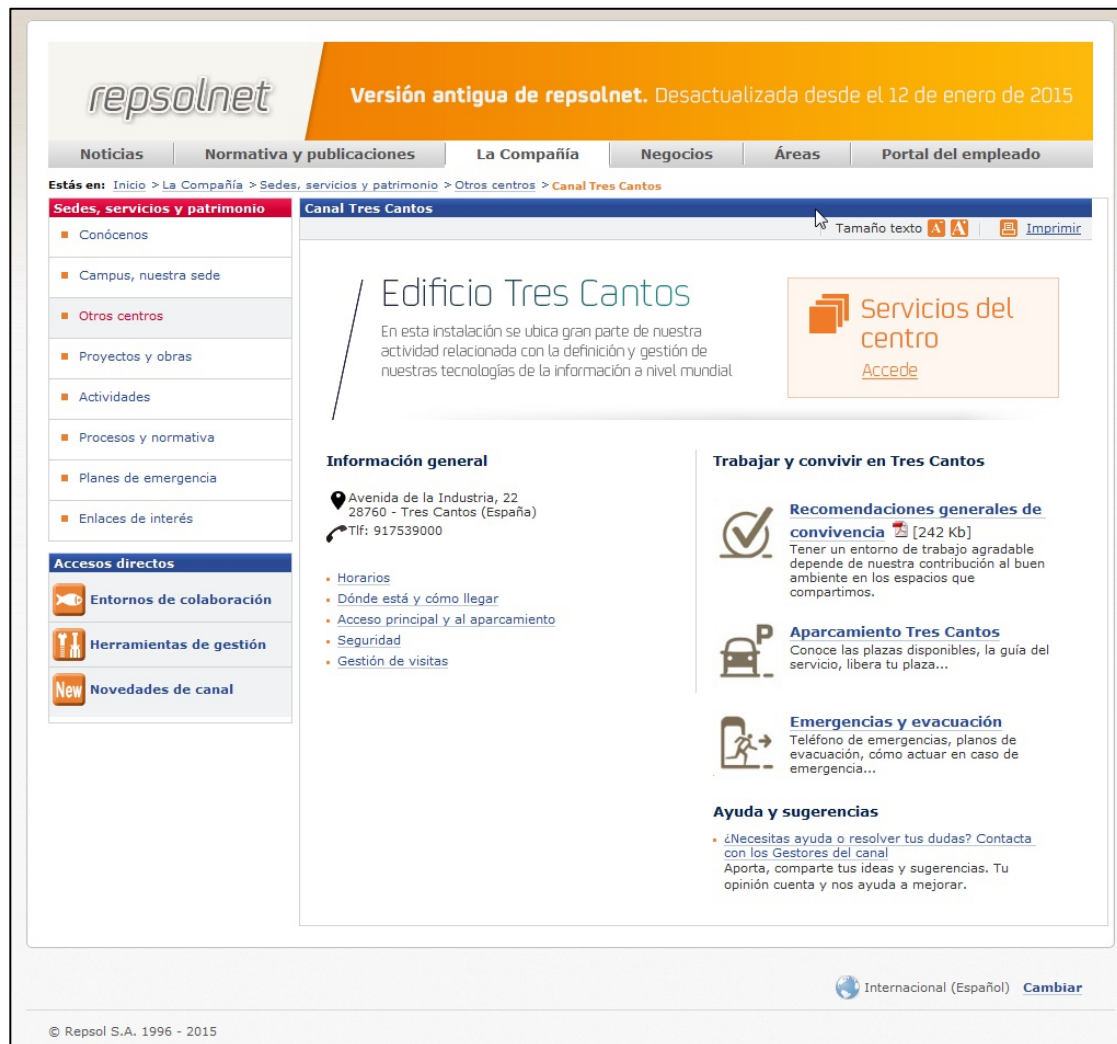 repsolnet
Versión antigua de repsolnet. Desactualizada desde el 12 de enero de 2015
Noticias
Normativa y publicaciones
La Compañía
Negocios
Áreas
Portal del empleado
Estás en: Inicio > La Compañía > Sedes, servicios y patrimonio > Otros centros > Canal Tres Cantos
Sedes, servicios y patrimonio
Conócenos
Campus, nuestra sede
Otros centros
Proyectos y obras
Actividades
Procesos y normativa
Planes de emergencia
Enlaces de interés
Accesos directos
Entornos de colaboración
Herramientas de gestión
New Novedades de canal
Canal Tres Cantos
Tamaño texto A A Imprimir
Edificio Tres Cantos
En esta instalación se ubica gran parte de nuestra
actividad relacionada con la definición y gestión de
nuestras tecnologías de la información a nivel mundial
Servicios del
centro
Accede
Información general
Avenida de la Industria, 22
28760 - Tres Cantos (España)
Tlf: 917539000
Horarios
Dónde está y cómo llegar
Acceso principal y al aparcamiento
Seguridad
Gestión de visitas
Trabajar y convivir en Tres Cantos
Recomendaciones generales de
convivencia [242 Kb]
Tener un entorno de trabajo agradable
depende de nuestra contribución al buen
ambiente en los espacios que
compartimos.
P
Aparcamiento Tres Cantos
Conoce las plazas disponibles, la guía del
servicio, libera tu plaza...
Emergencias y evacuación
Teléfono de emergencias, planos de
evacuación, cómo actuar en caso de
emergencia...
Ayuda y sugerencias
¿Necesitas ayuda o resolver tus dudas? Contacta
con los Gestores del canal
Aporta, comparte tus ideas y sugerencias. Tu
opinión cuenta y nos ayuda a mejorar.
Internacional (Español) Cambiar
© Repsol S.A. 1996 - 2015